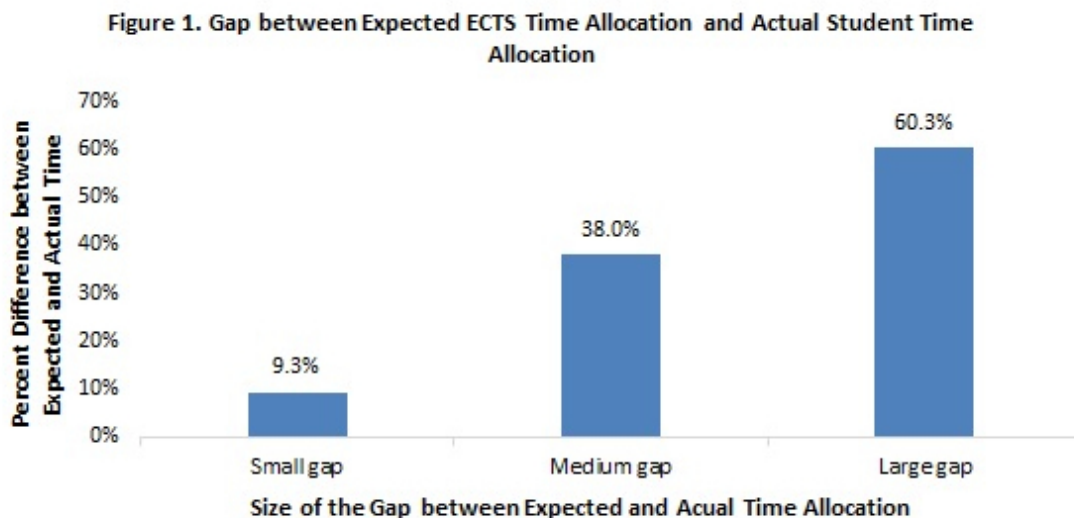 Figure 1. Gap between Expected ECTS Time Allocation and Actual Student Time
Allocation
Percent Difference between
Expected and Actual Time
70%
60%
50%
40%
30%
20%
10%
0%
9.3%
38.0%
60.3%
Small gap
Medium gap
Large gap
Size of the Gap between Expected and Acual Time Allocation